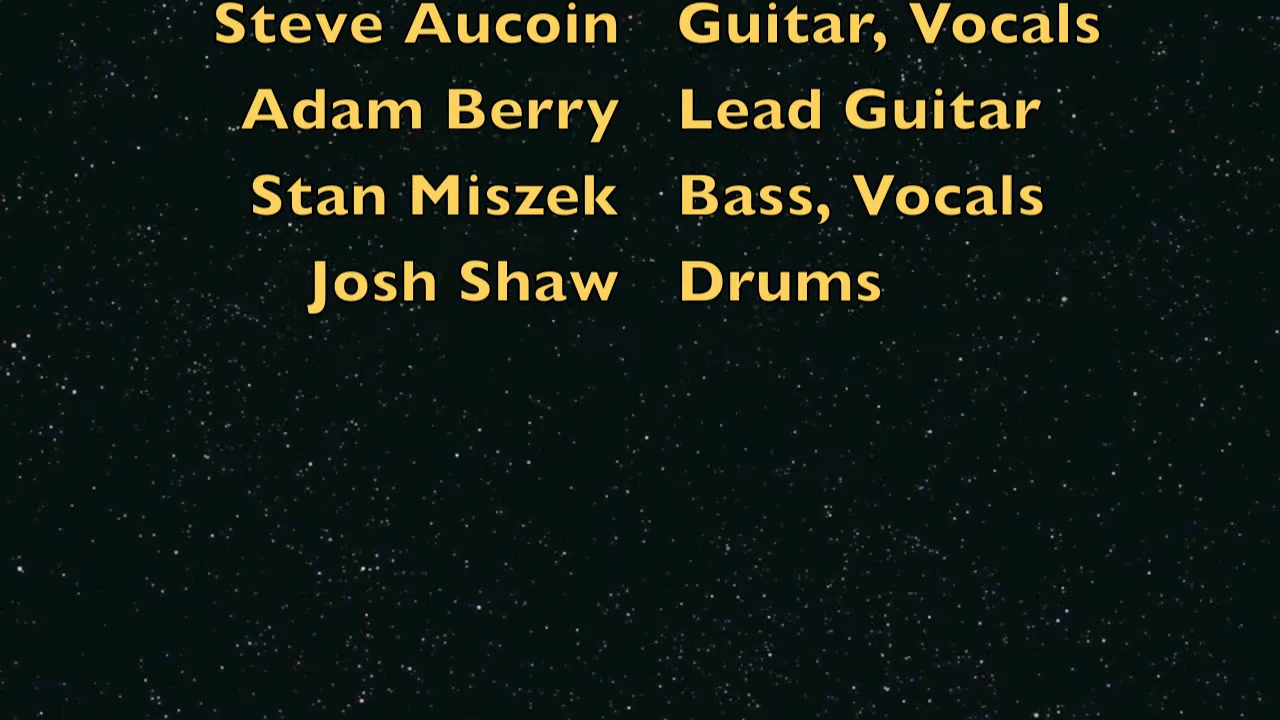 Steve Aucoin Guitar, Vocals
Adam Berry Lead Guitar
Stan Miszek Bass, Vocals
Josh Shaw Drums